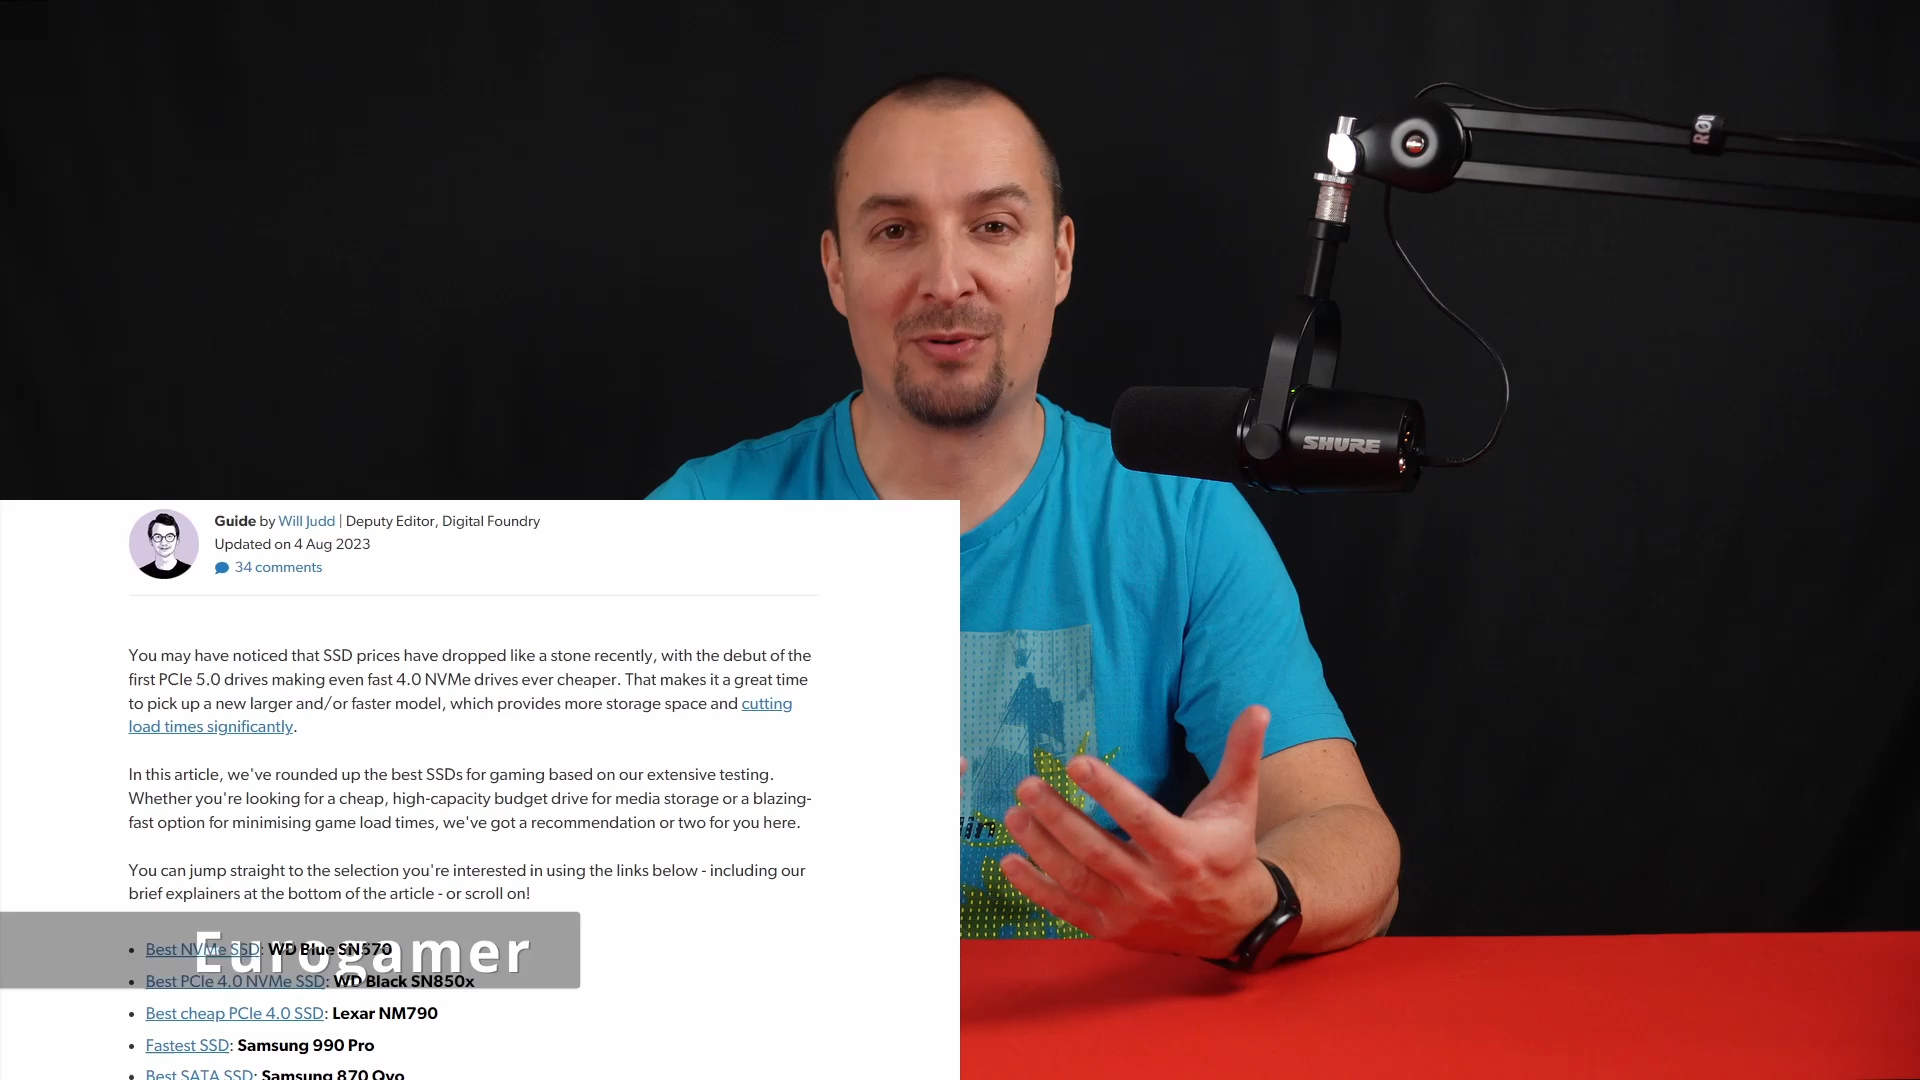 RØD
SHURE
Guide by Will Judd | Deputy Editor, Digital Foundry
Updated on 4 Aug 2023
34 comments
You may have noticed that SSD prices have dropped like a stone recently, with the debut of the
first PCIe 5.0 drives making even fast 4.0 NVMe drives ever cheaper. That makes it a great time
to pick up a new larger and/or faster model, which provides more storage space and cutting
load times significantly.
In this article, we've rounded up the best SSDs for gaming based on our extensive testing.
Whether you're looking for a cheap, high-capacity budget drive for media storage or a blazing-
fast option for minimising game load times, we've got a recommendation or two for you here.
You can jump straight to the selection you're interested in using the links below - including our
brief explainers at the bottom of the article - or scroll on!
• Best NVMe SSD: WD Blue SN570
Eurogamer
• Best PCIe 4.0 NVMe SSD: WD Black SN850x
• Best cheap PCIe 4.0 SSD: Lexar NM790
• Fastest SSD: Samsung 990 Pro
• Best SATA SSD: Samsung 870 Qvo